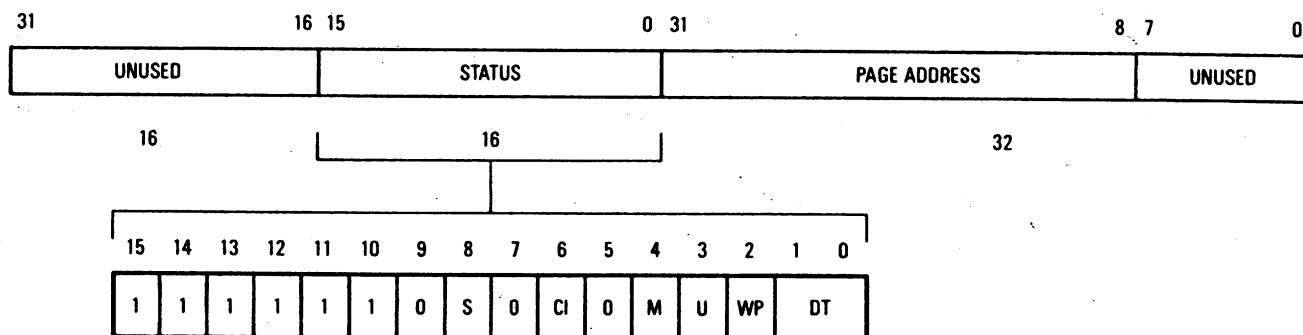 31 16 15 0 31 8 7 0
UNUSED STATUS PAGE ADDRESS UNUSED
16 16 32
15 14 13 12 11 10 9 8 7 6 5 4 3 2 1 0
1 1 1 1 1 1 0 S 0 CI 0 M U WP DT